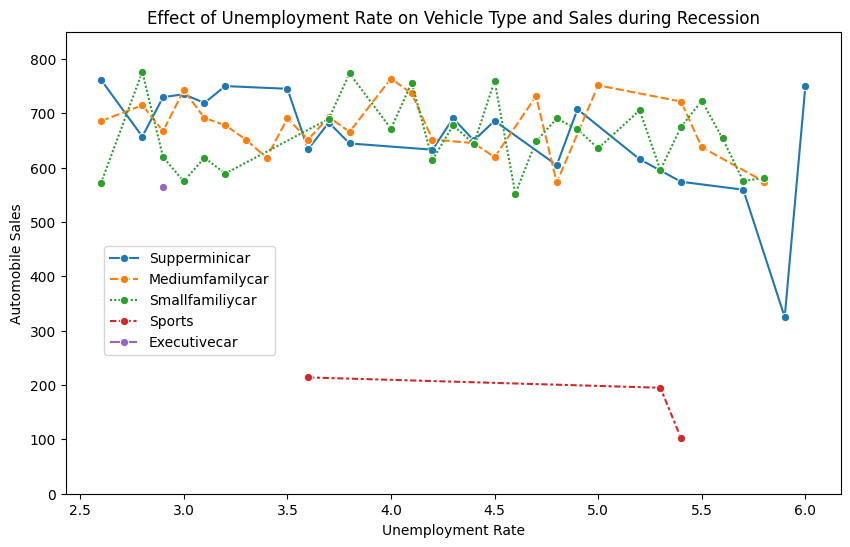 Effect of Unemployment Rate on Vehicle Type and Sales during Recession
Automobile Sales
800
700
600
500
400
300
200
100
0
Supperminicar
Mediumfamilycar
Smallfamiliycar
Sports
Executivecar
2.5 3.0 3.5 4.0 4.5 5.0 5.5 6.0
Unemployment Rate